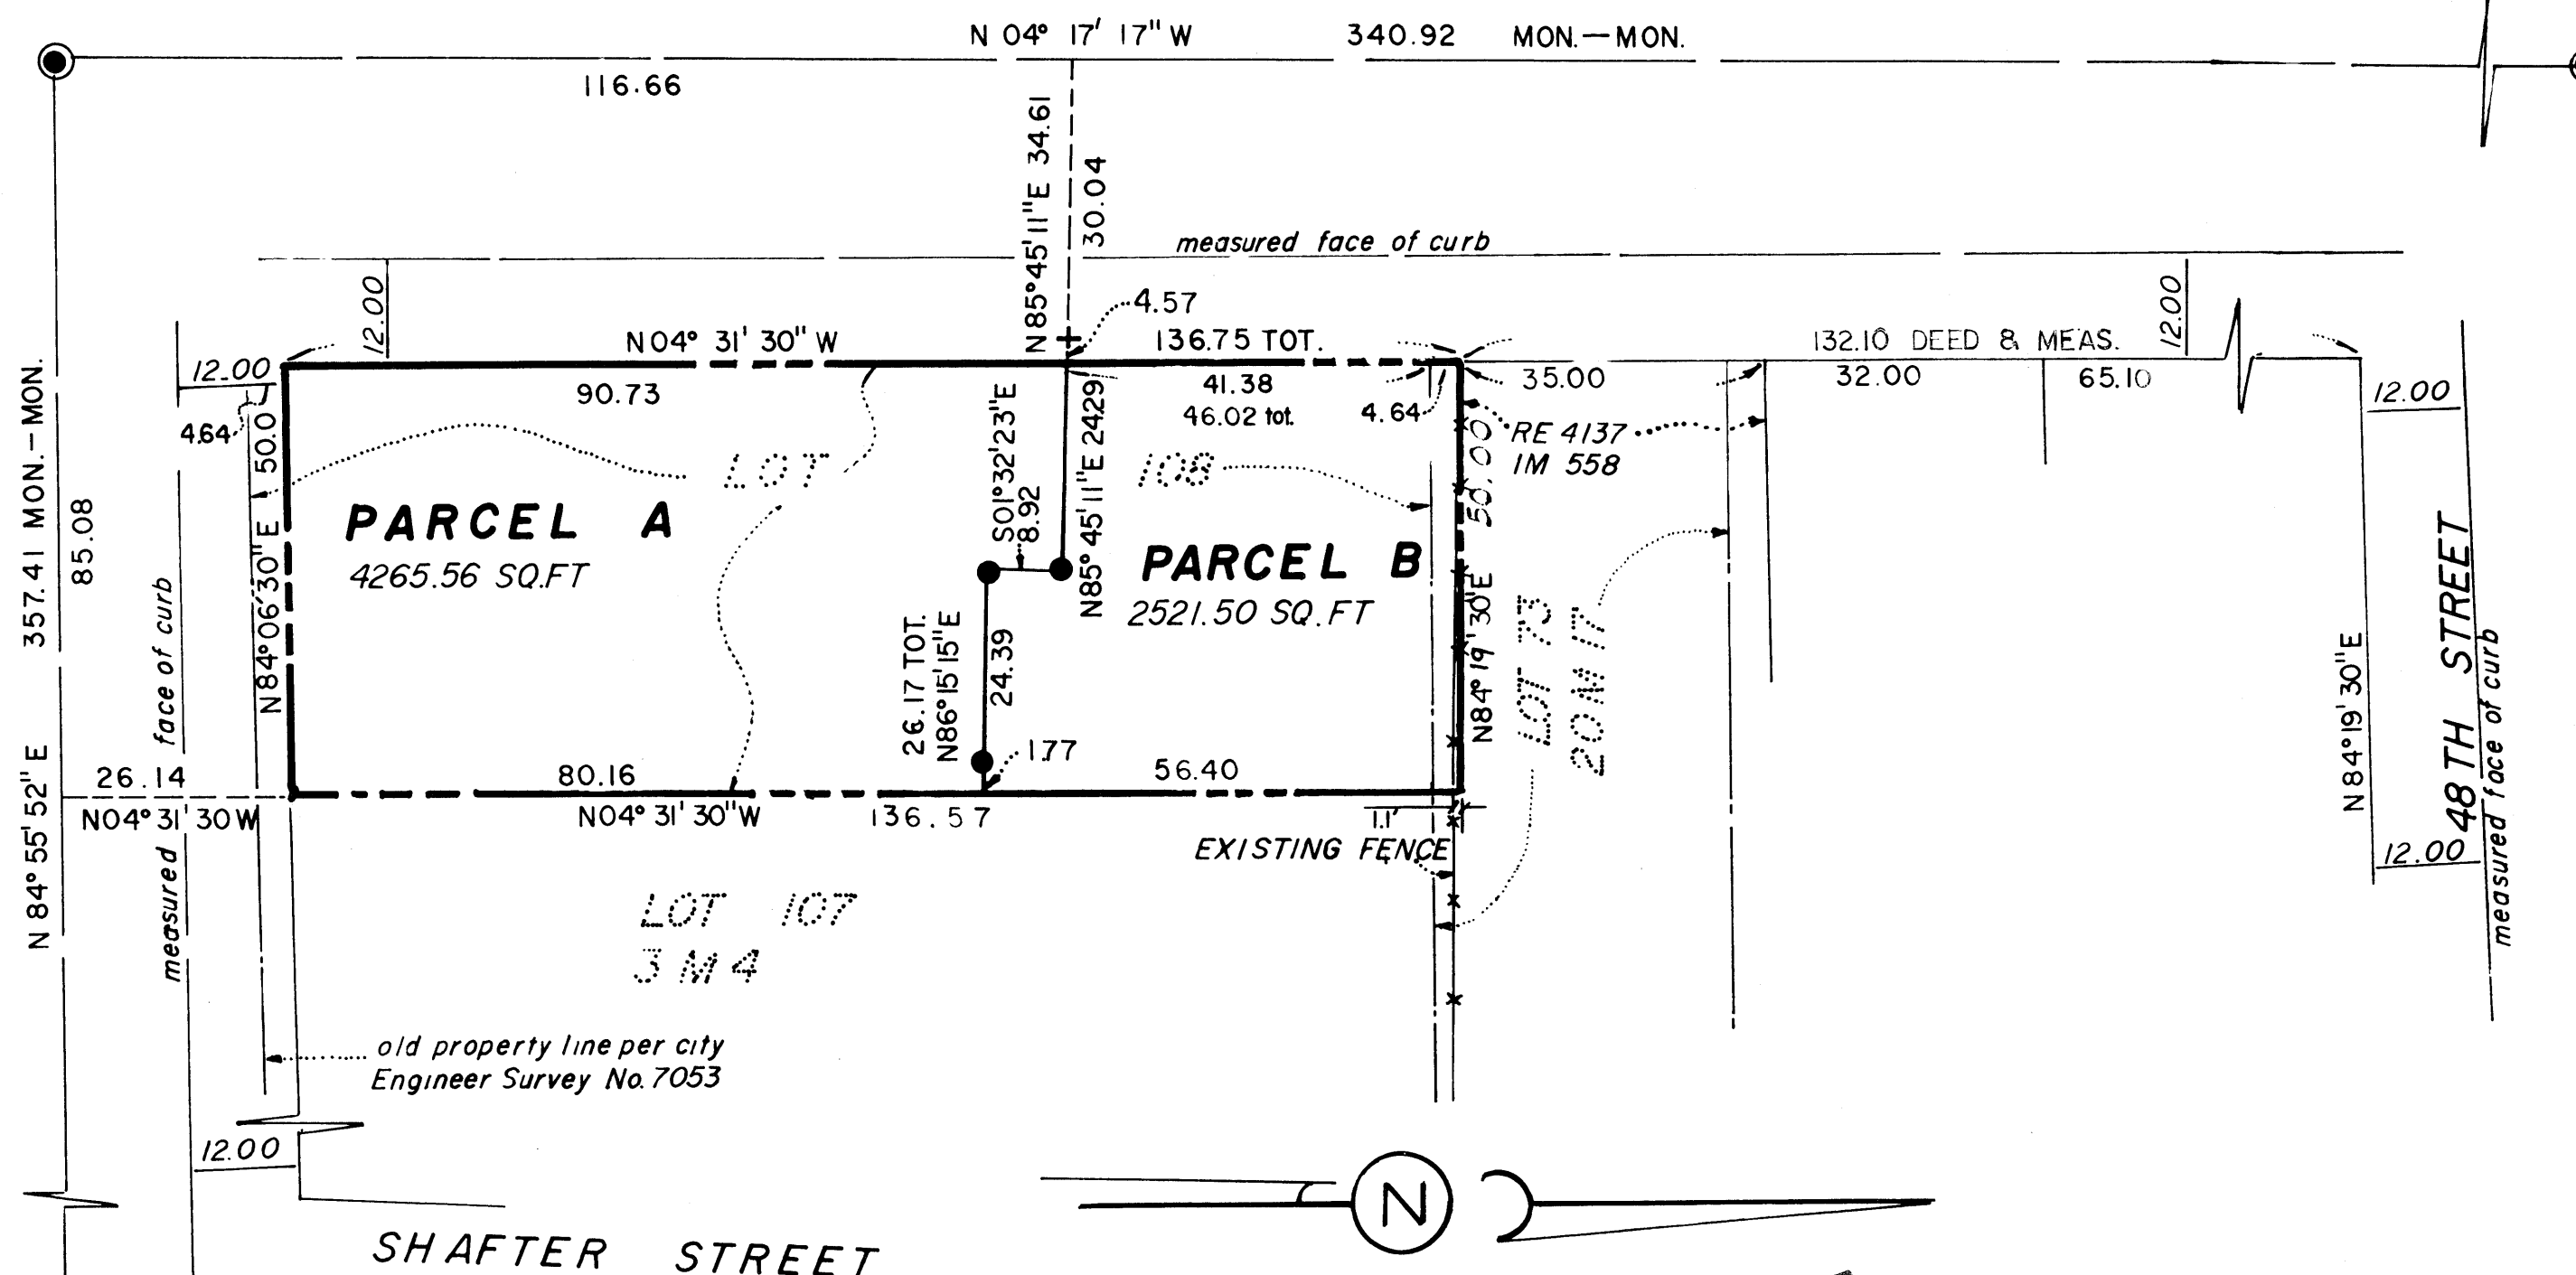 N 04° 17' 17" W 340.92 MON.—MON.
116.66
N85°45'11"E 34.61
30.04
measured face of curb
12.00
12.00
4.57
N04° 31' 30" W
136.75 TOT.
132.10 DEED & MEAS.
12.00
4.64
90.73
41.38
46.02 tot.
4.64
35.00
32.00
65.10
12.00
RE 4137
1M 558
LOT 108
PARCEL A
4265.56 SQ.FT
PARCEL B
2521.50 SQ.FT
S01°32'23"E
8.92
N85°45'11"E 24.29
N84°06'30"E 50.0
N84°19'30"E 50.00
26.17 TOT.
N86°15'15"E
24.39
1.77
LOT 73
20 M 17
N84°19'30"E
48TH STREET
measured face of curb
12.00
N 84° 55' 52" E 357.41 MON.—MON.
85.08
measured face of curb
26.14
N04° 31' 30 W
80.16
56.40
N04° 31' 30" W
136.57
1.1'
EXISTING FENCE
LOT 107
3 M 4
old property line per city
Engineer Survey No. 7053
12.00
N
SHAFTER STREET